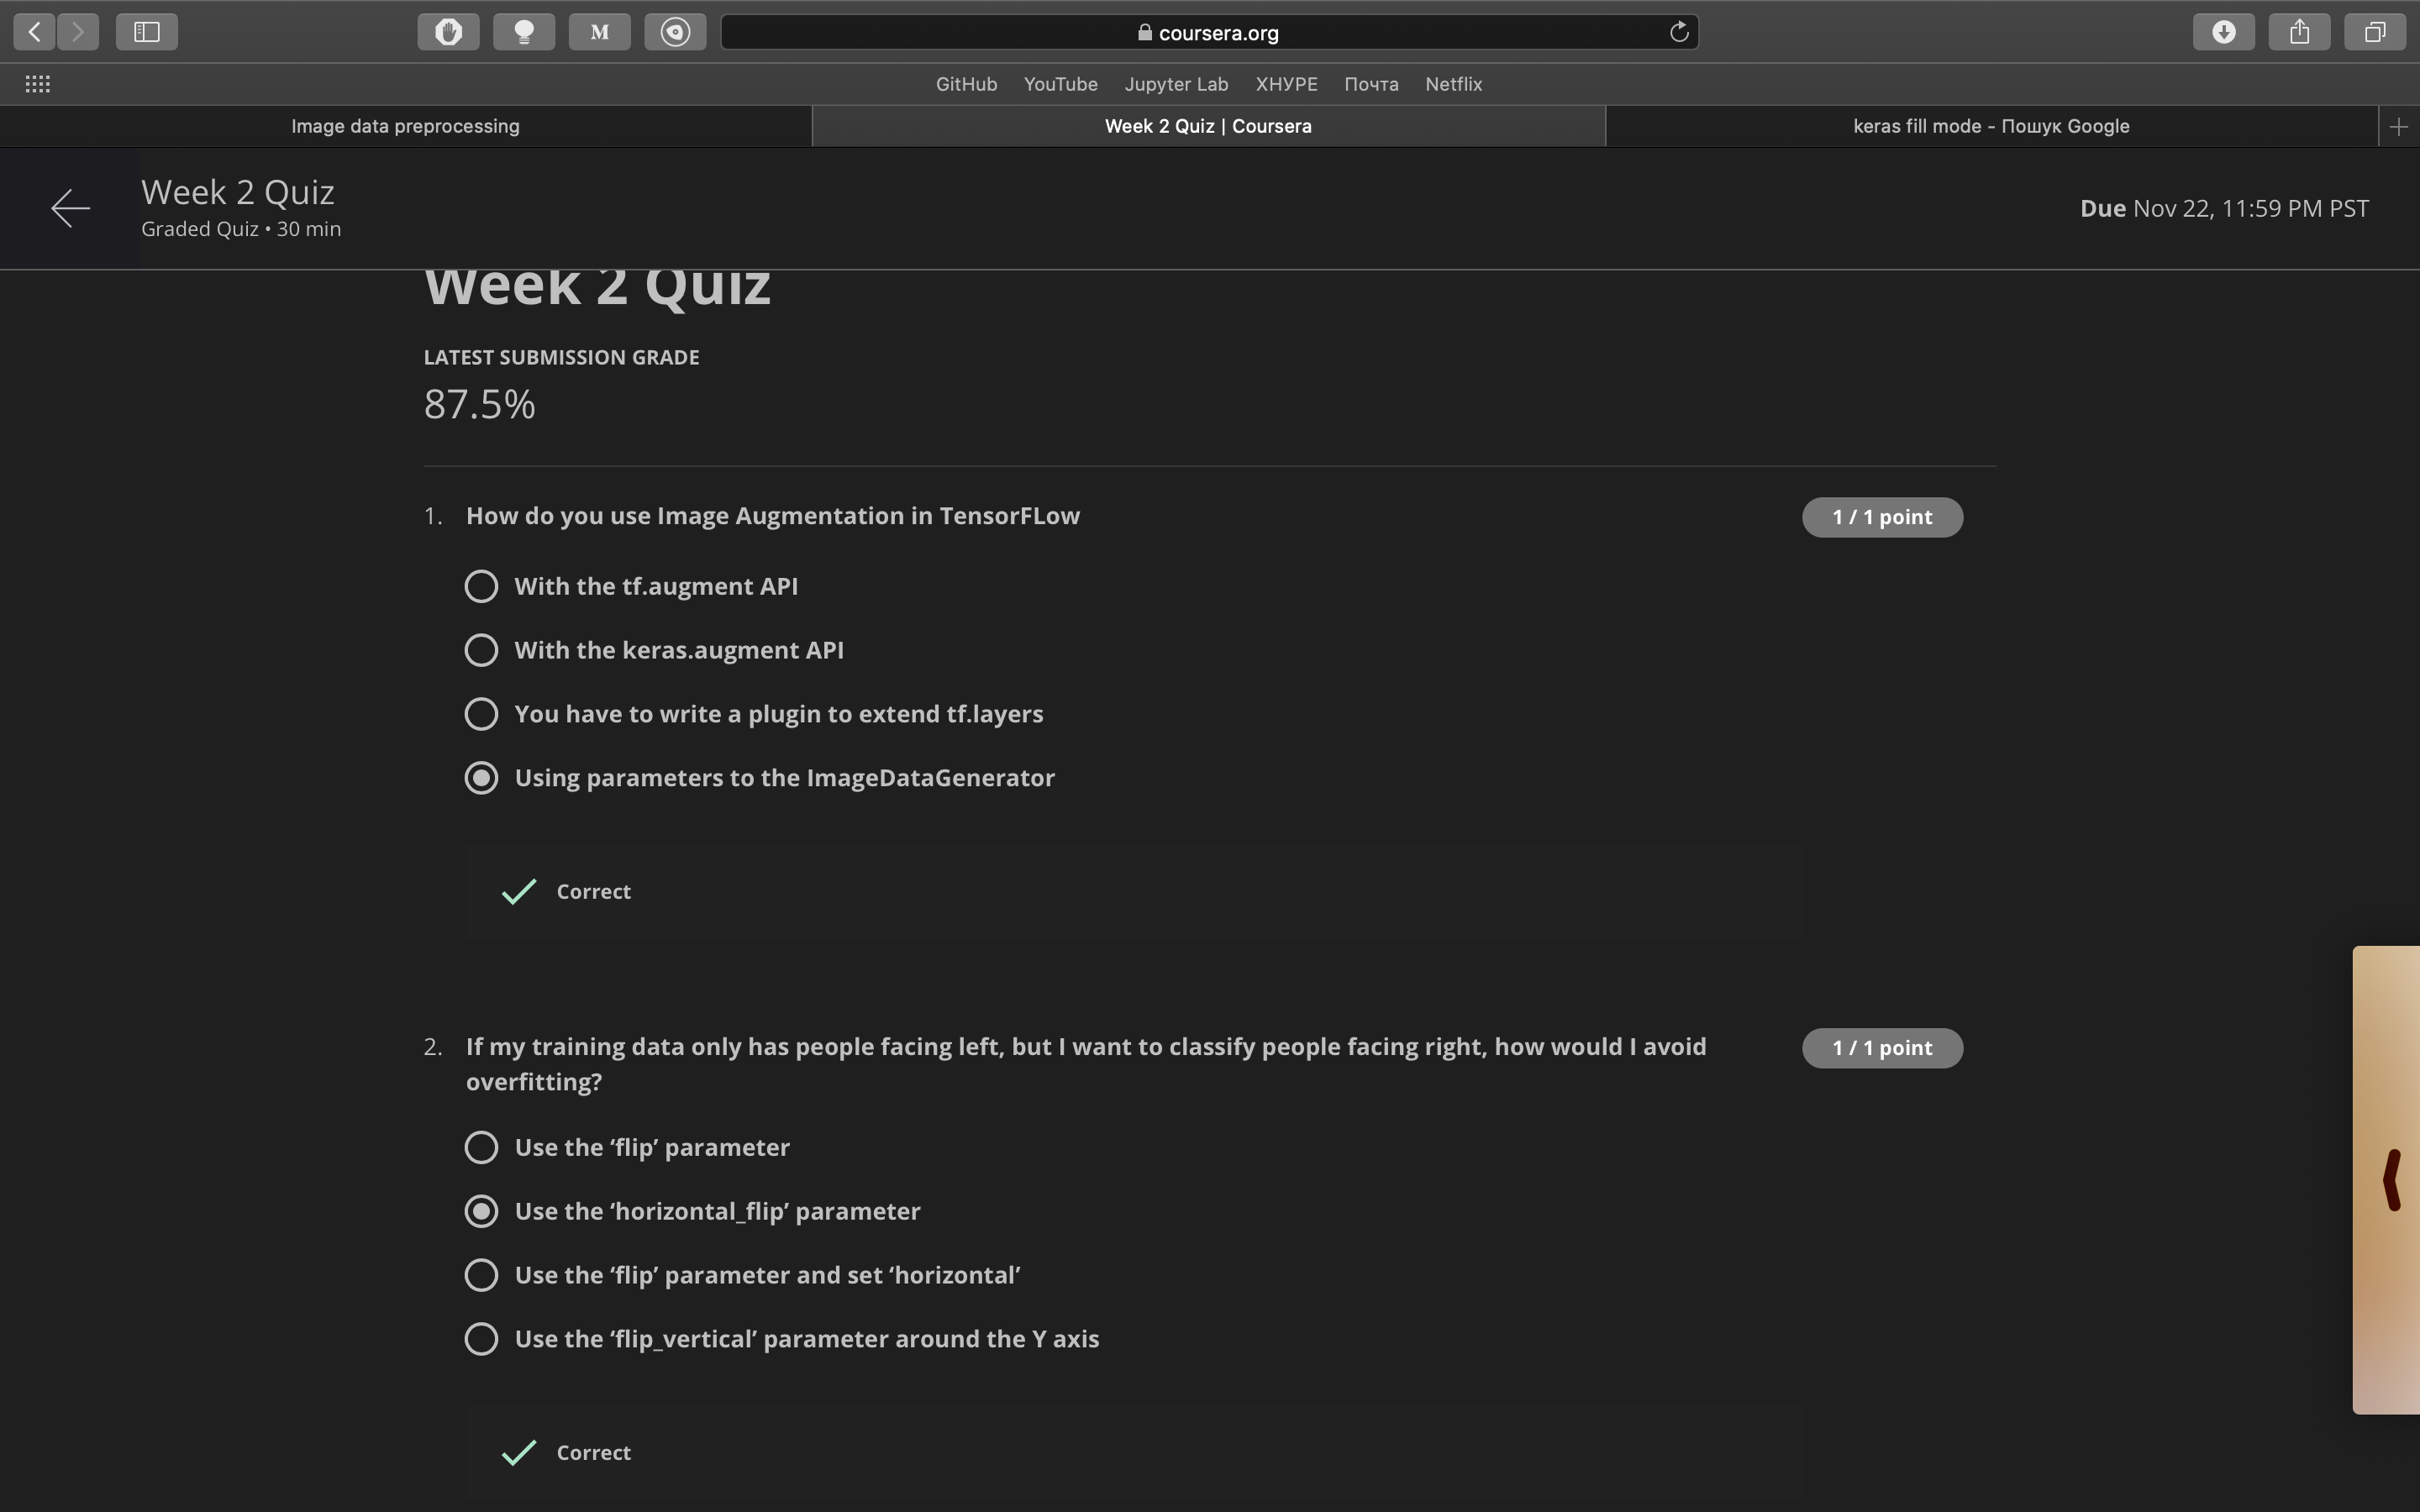 M
coursera.org
GitHub YouTube Jupyter Lab ХНУРЕ Почта Netflix
Image data preprocessing
Week 2 Quiz | Coursera
keras fill mode - Пошук Google
Week 2 Quiz
Graded Quiz • 30 min
Due Nov 22, 11:59 PM PST
Week 2 Quiz
LATEST SUBMISSION GRADE
87.5%
1. How do you use Image Augmentation in TensorFLow
1 / 1 point
With the tf.augment API
With the keras.augment API
You have to write a plugin to extend tf.layers
Using parameters to the ImageDataGenerator
Correct
2. If my training data only has people facing left, but I want to classify people facing right, how would I avoid
overfitting?
1 / 1 point
Use the ‘flip’ parameter
Use the ‘horizontal_flip’ parameter
Use the ‘flip’ parameter and set ‘horizontal’
Use the ‘flip_vertical’ parameter around the Y axis
Correct